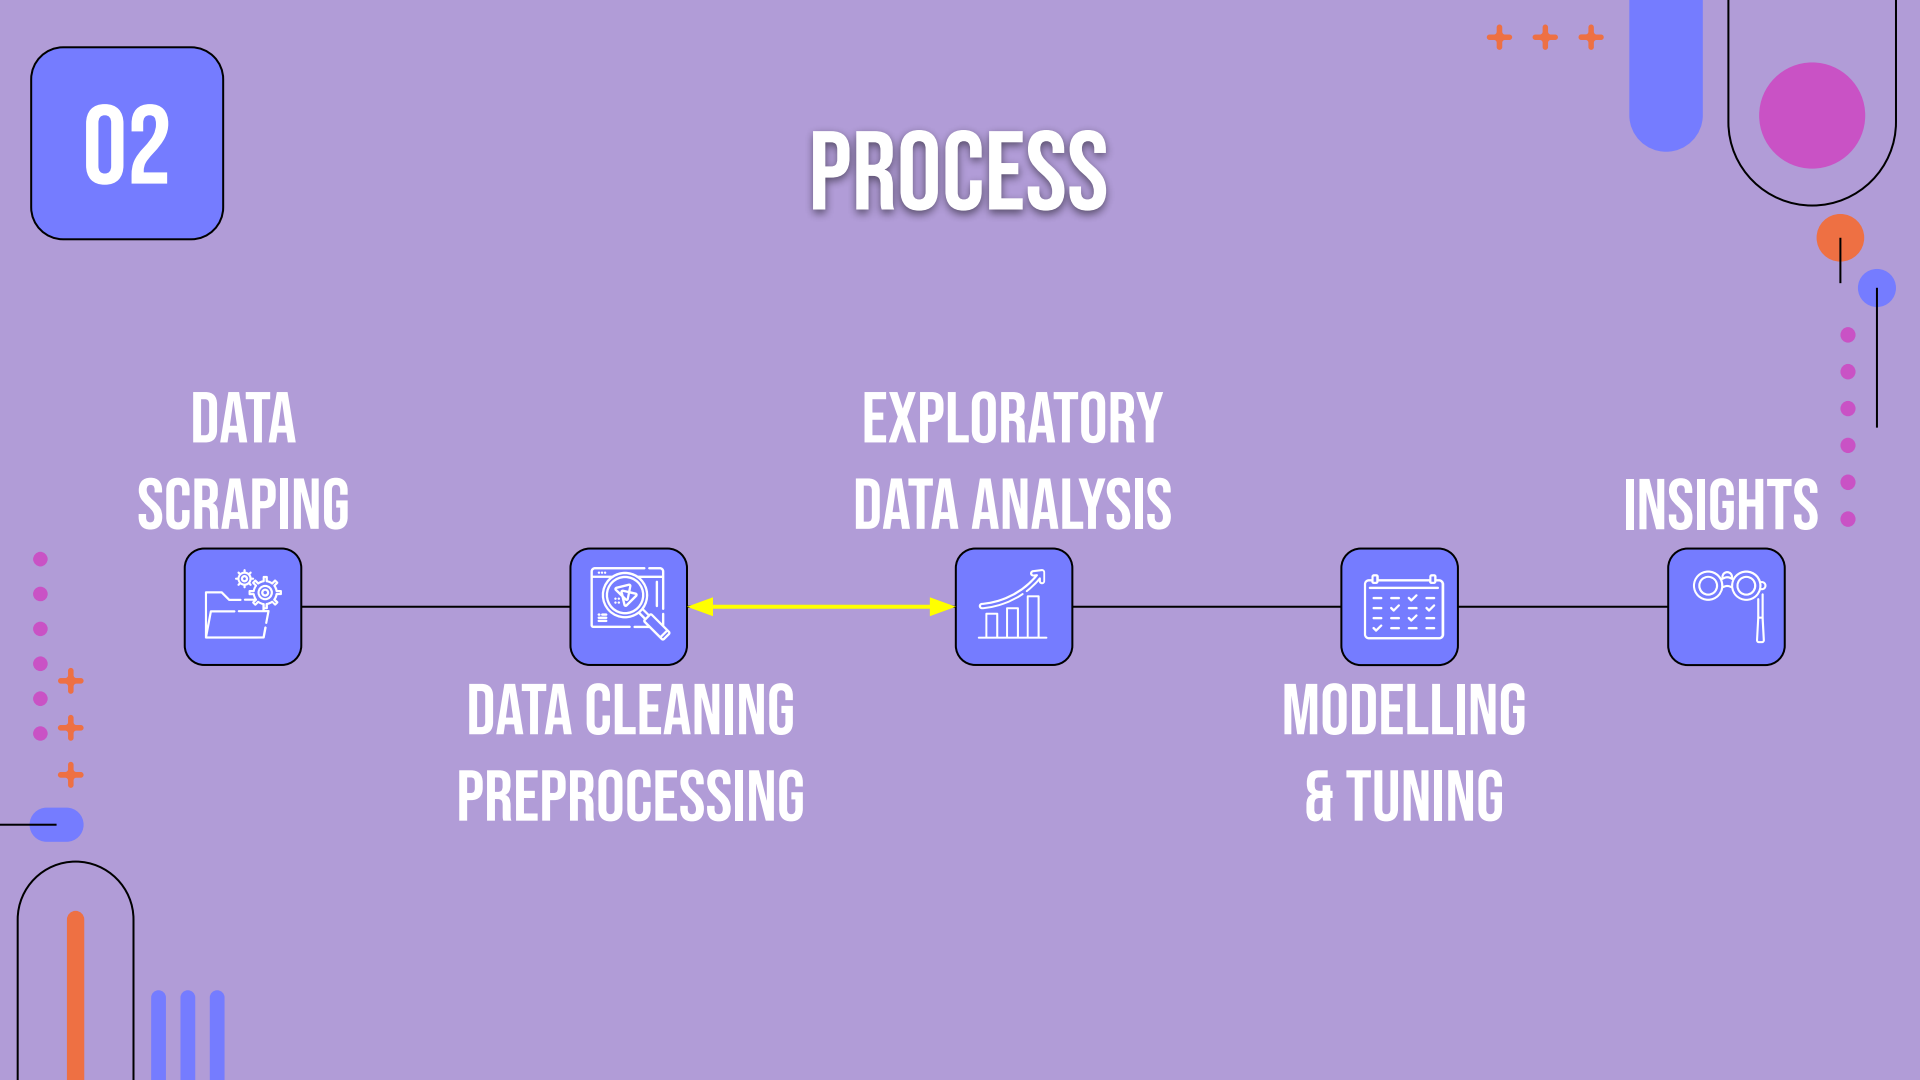 02
PROCESS
DATA
SCRAPING
DATA CLEANING
PREPROCESSING
EXPLORATORY
DATA ANALYSIS
MODELLING
& TUNING
INSIGHTS